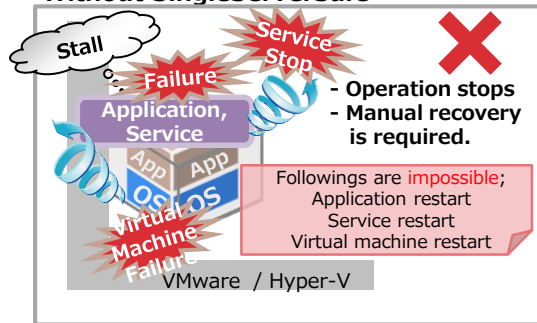 Without SingleServerSafe
Stall
Service
Stop
Failure
Application,
Service
App
App
OS
OS
Virtual
Machine
Failure
- Operation stops
- Manual recovery
is required.
Followings are impossible;
Application restart
Service restart
Virtual machine restart
VMware / Hyper-V